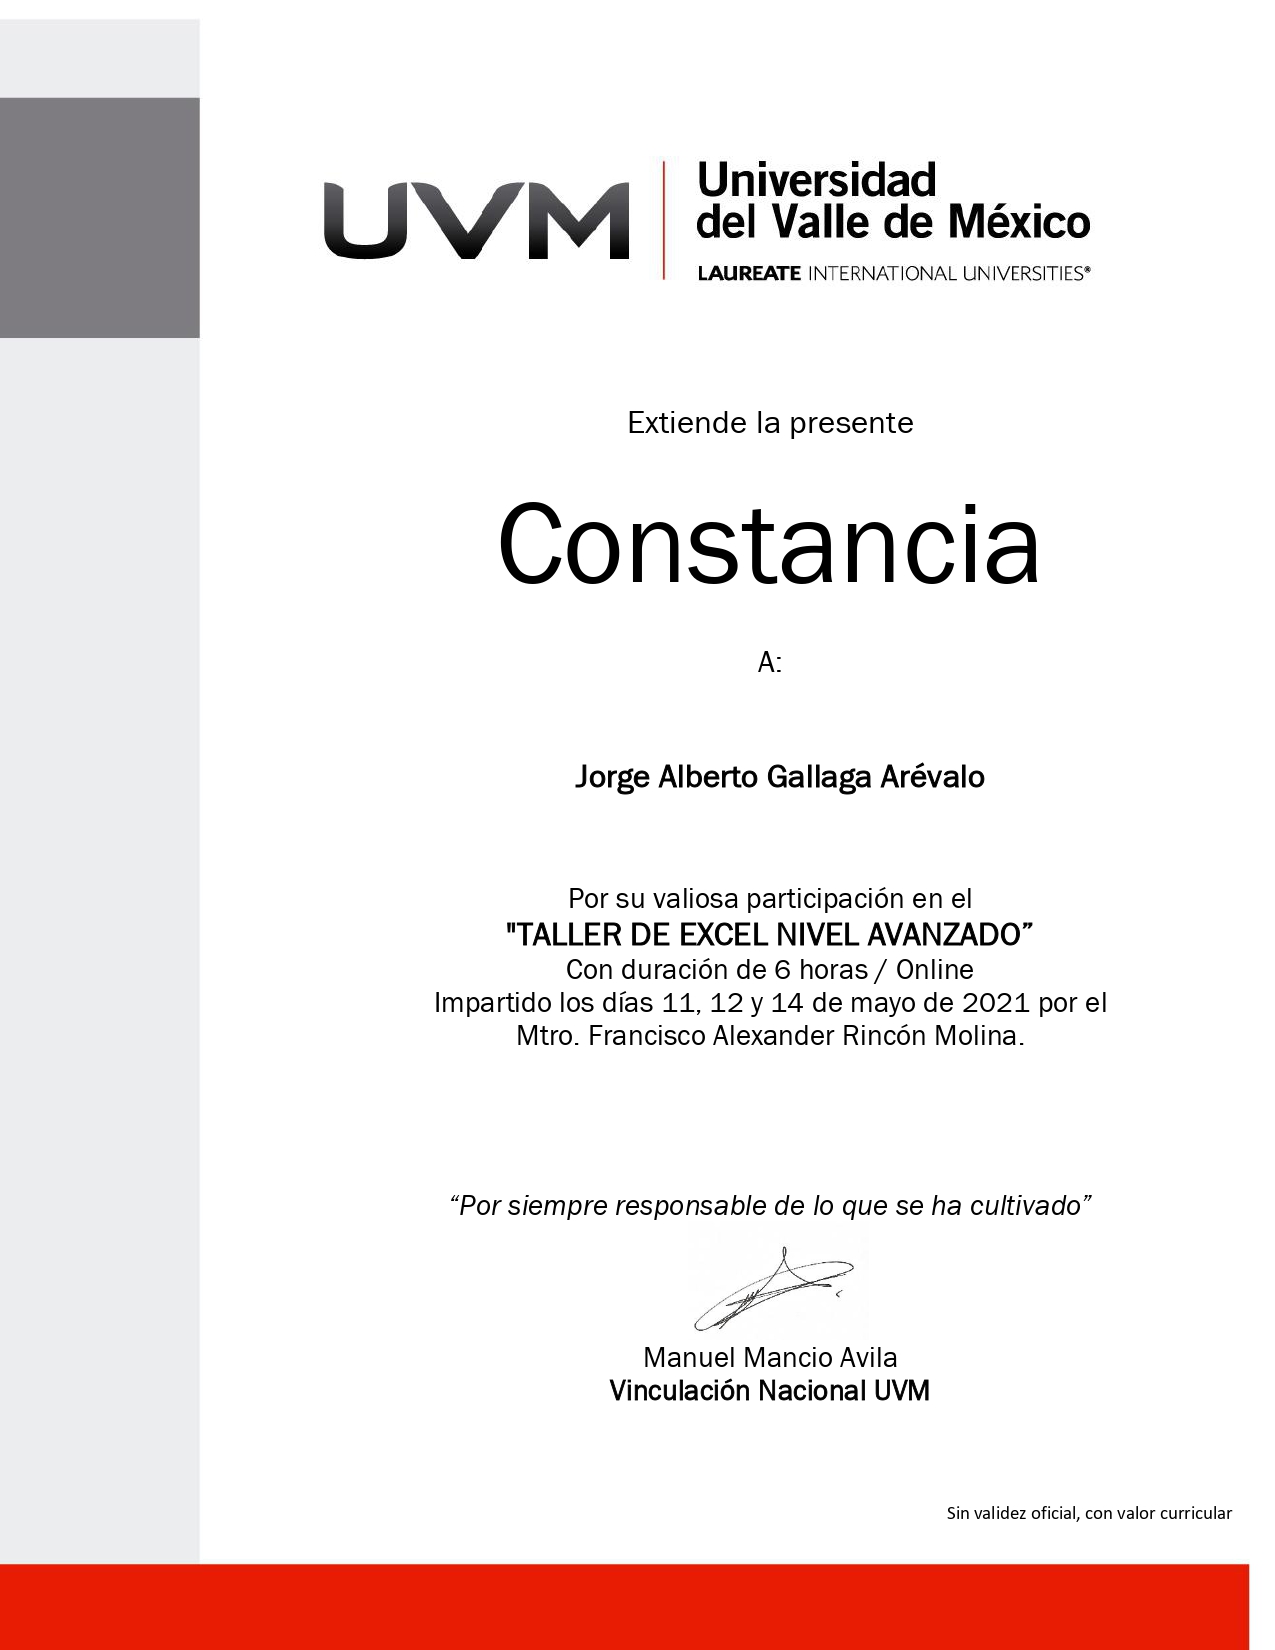 UVM
Universidad
del Valle de México
LAUREATE INTERNATIONAL UNIVERSITIES®
Extiende la presente
Constancia
A:
Jorge Alberto Gallaga Arévalo
Por su valiosa participación en el
"TALLER DE EXCEL NIVEL AVANZADO”
Con duración de 6 horas / Online
Impartido los días 11, 12 y 14 de mayo de 2021 por el
Mtro. Francisco Alexander Rincón Molina.
“Por siempre responsable de lo que se ha cultivado”
Manuel Mancio Avila
Vinculación Nacional UVM
Sin validez oficial, con valor curricular